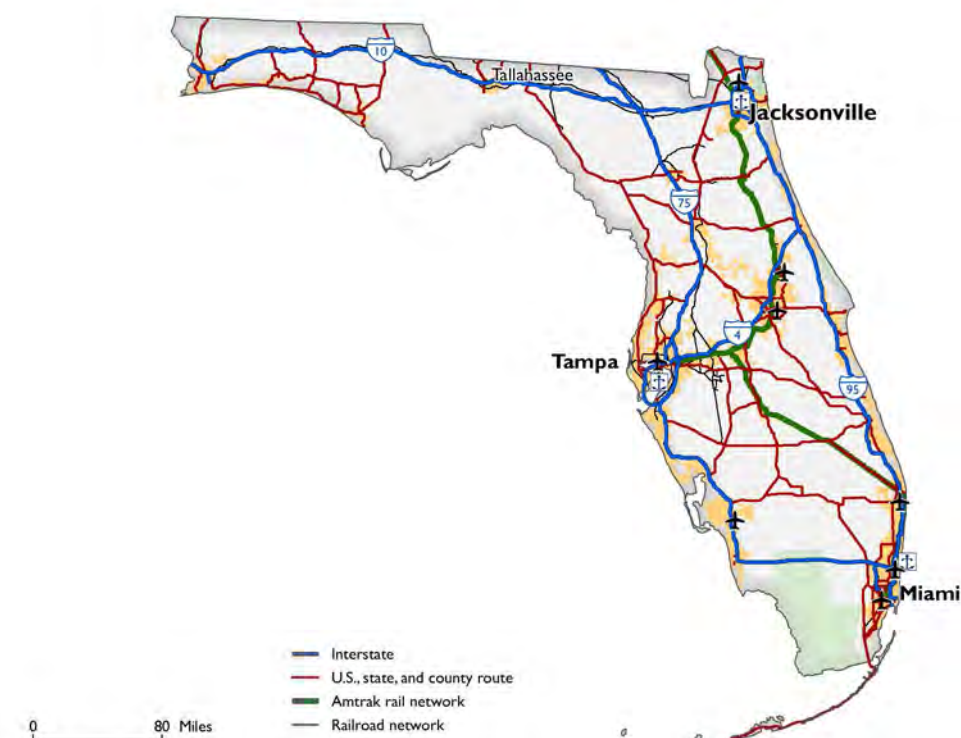 10
Tallahassee
Jacksonville
75
4
Tampa
95
Miami
Interstate
U.S., state, and county route
Amtrak rail network
Railroad network
0 80 Miles